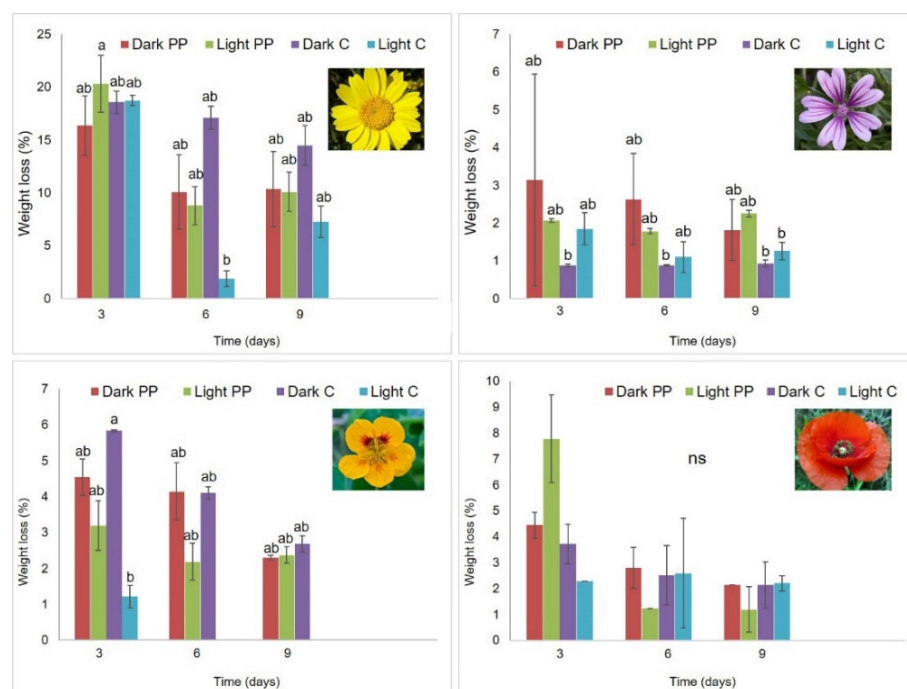 25
20
15
10
5
0
Weight loss (%)
Dark PP Light PP Dark C Light C
ab a ab ab
ab ab ab b
ab ab ab ab
3 6 9
Time (days)
7
6
5
4
3
2
1
0
Weight loss (%)
Dark PP Light PP Dark C Light C
ab ab b ab
ab ab b b
ab ab b b
3 6 9
Time (days)
7
6
5
4
3
2
1
0
Weight loss (%)
Dark PP Light PP Dark C Light C
ab ab a b
ab ab ab
ab ab ab
3 6 9
Time (days)
10
9
8
7
6
5
4
3
2
1
0
Weight loss (%)
Dark PP Light PP Dark C Light C
ns
3 6 9
Time (days)